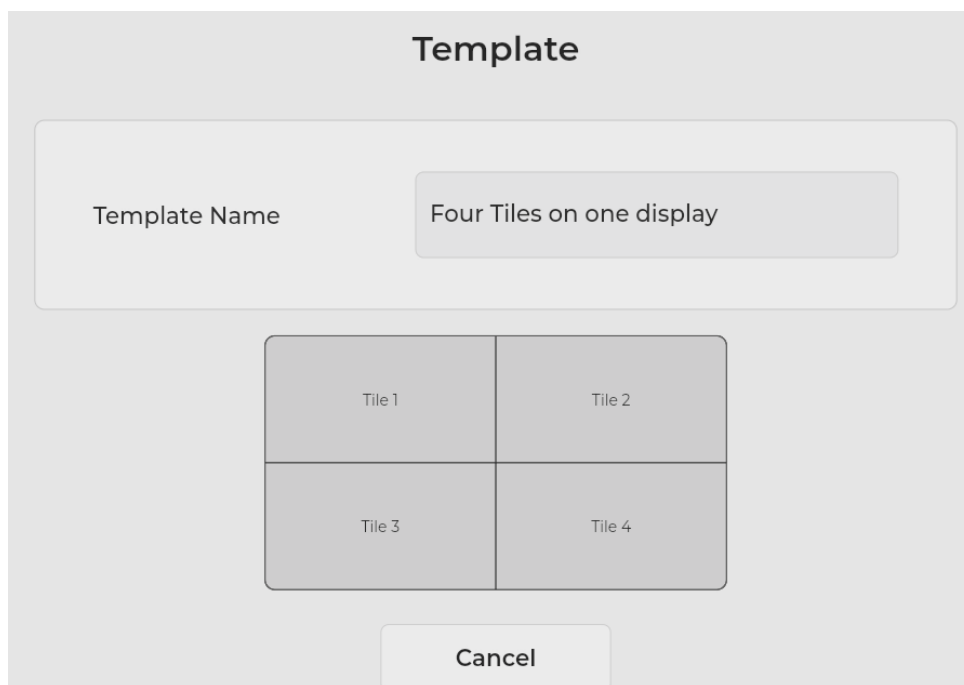 Template
Template Name
Four Tiles on one display
Tile 1
Tile 2
Tile 3
Tile 4
Cancel